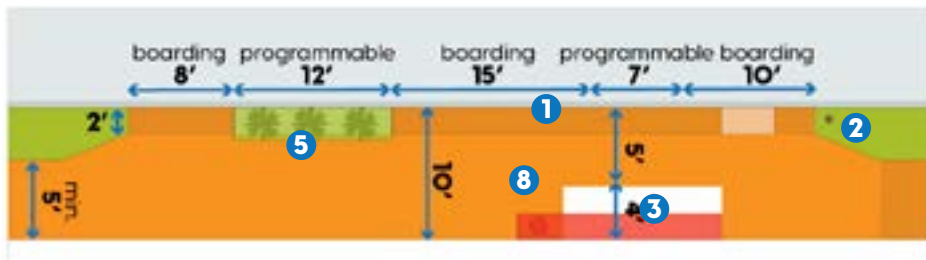 boarding programmable boarding programmable boarding
8' 12' 15' 7' 10'
1
2' 2
5
5'
10' 8
min. 5'
4' 3